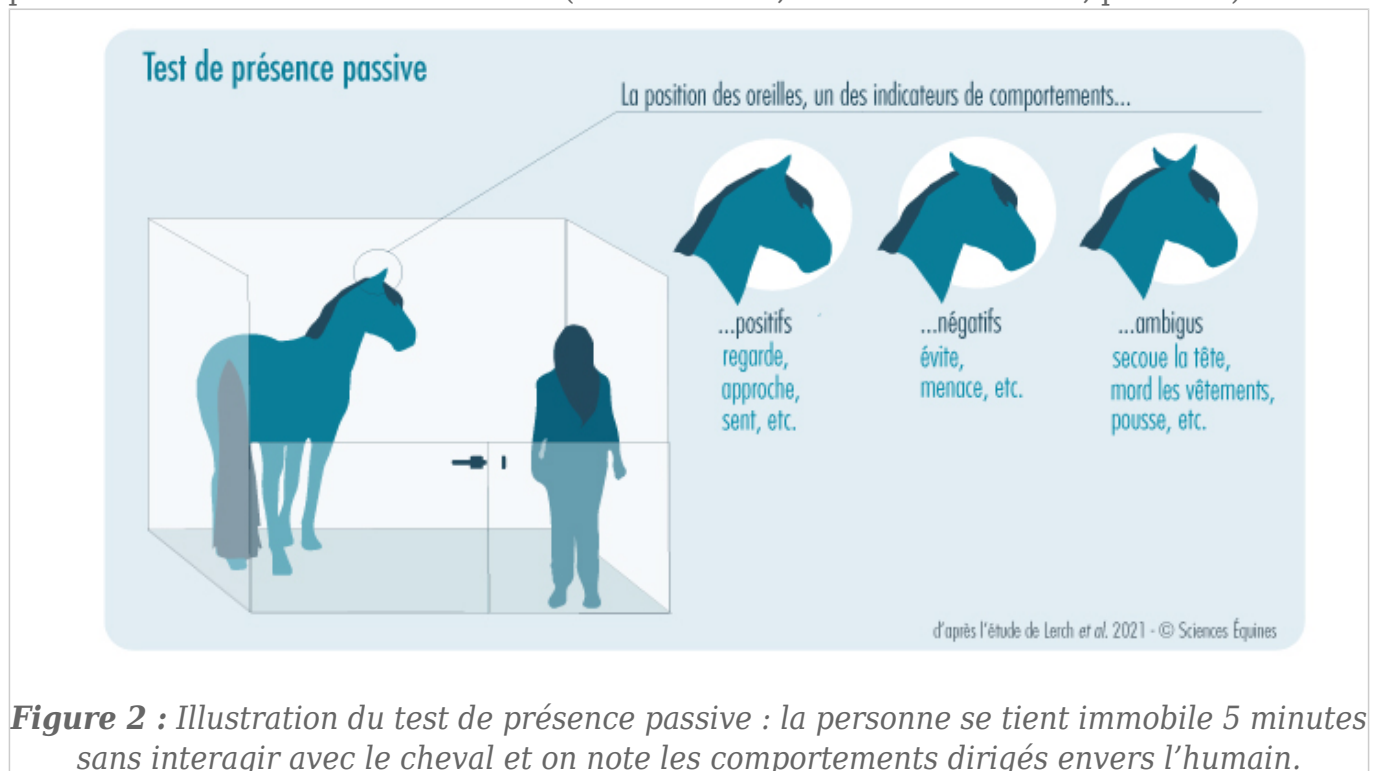 Test de présence passive
La position des oreilles, un des indicateurs de comportements...
...positifs
regarde,
approche,
sent, etc.
...négatifs
évite,
menace, etc.
...ambigus
secoue la tête,
mord les vêtements,
pousse, etc.
d'après l'étude de Lerch et al. 2021 - © Sciences Équines
Figure 2 : Illustration du test de présence passive : la personne se tient immobile 5 minutes
sans interagir avec le cheval et on note les comportements dirigés envers l’humain.